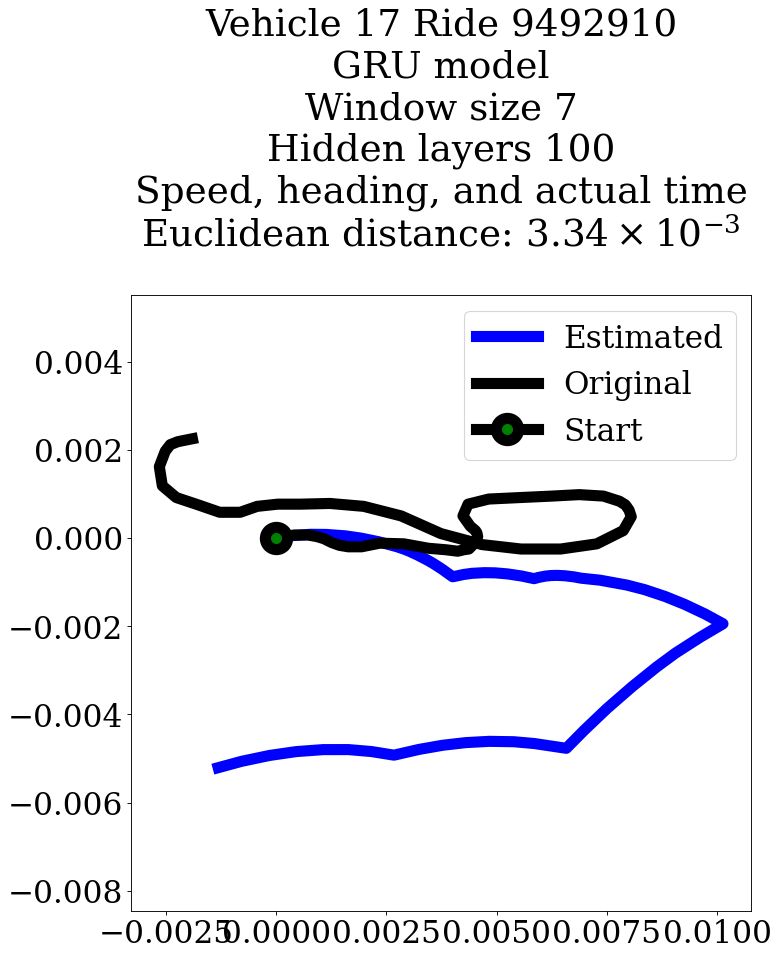 Vehicle 17 Ride 9492910
GRU model
Window size 7
Hidden layers 100
Speed, heading, and actual time
Euclidean distance: 3.34 × 10⁻³
Estimated
Original
Start
0.004
0.002
0.000
−0.002
−0.004
−0.006
−0.008
−0.0025 0.0000 0.0025 0.0050 0.0075 0.0100